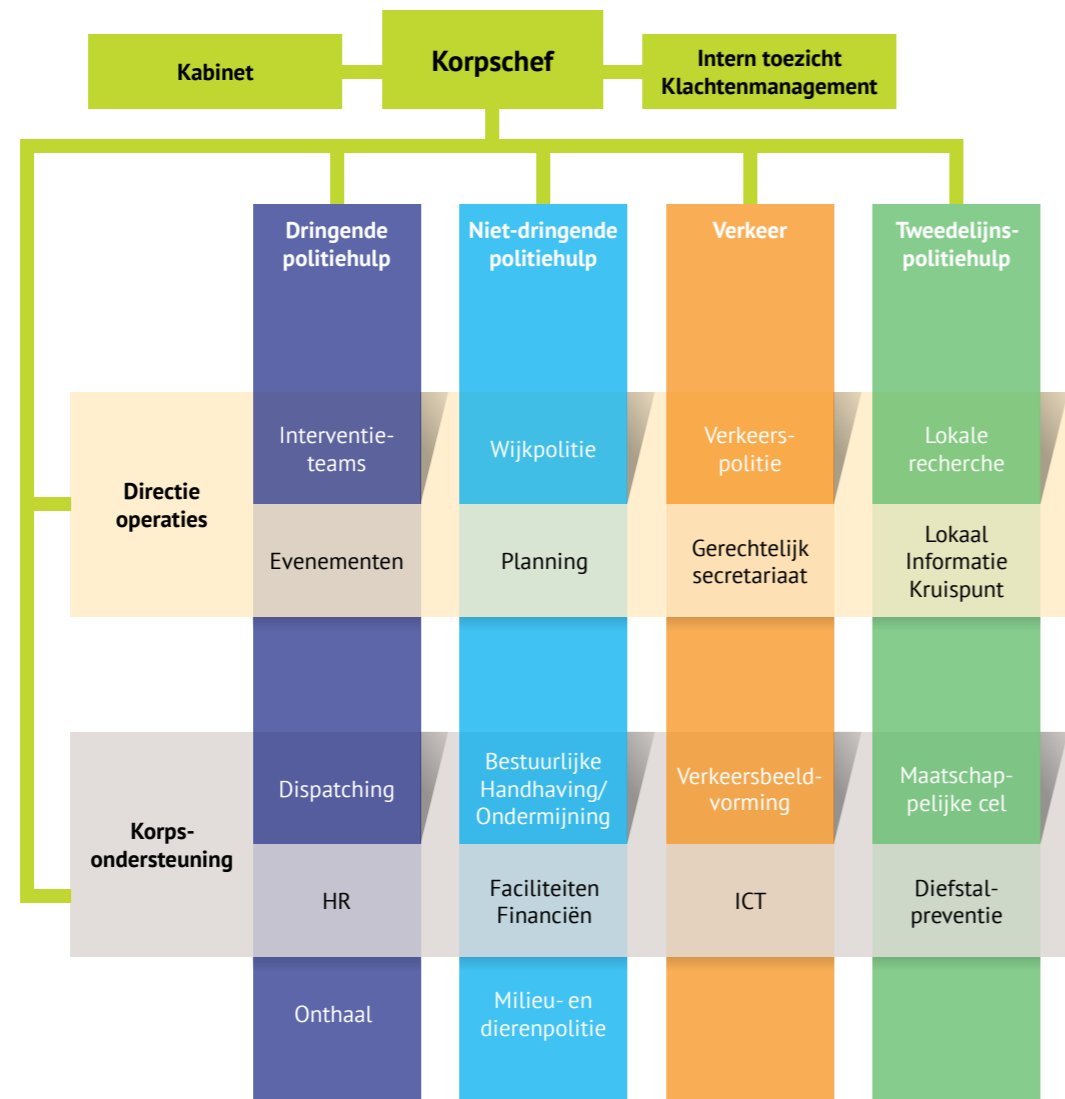 Kabinet
Korpschef
Intern toezicht
Klachtenmanagement
Dringende
politiehulp
Niet-dringende
politiehulp
Verkeer
Tweedelijns-
politiehulp
Directie
operaties
Interventie-
teams
Wijkpolitie
Verkeers-
politie
Lokale
recherche
Evenementen
Planning
Gerechtelijk
secretariaat
Lokaal
Informatie
Kruispunt
Korps-
ondersteuning
Dispatching
Bestuurlijke
Handhaving/
Ondermijning
Verkeersbeeld-
vorming
Maatschap-
pelijke cel
HR
Faciliteiten
Financiën
ICT
Diefstal-
preventie
Onthaal
Milieu- en
dierenpolitie